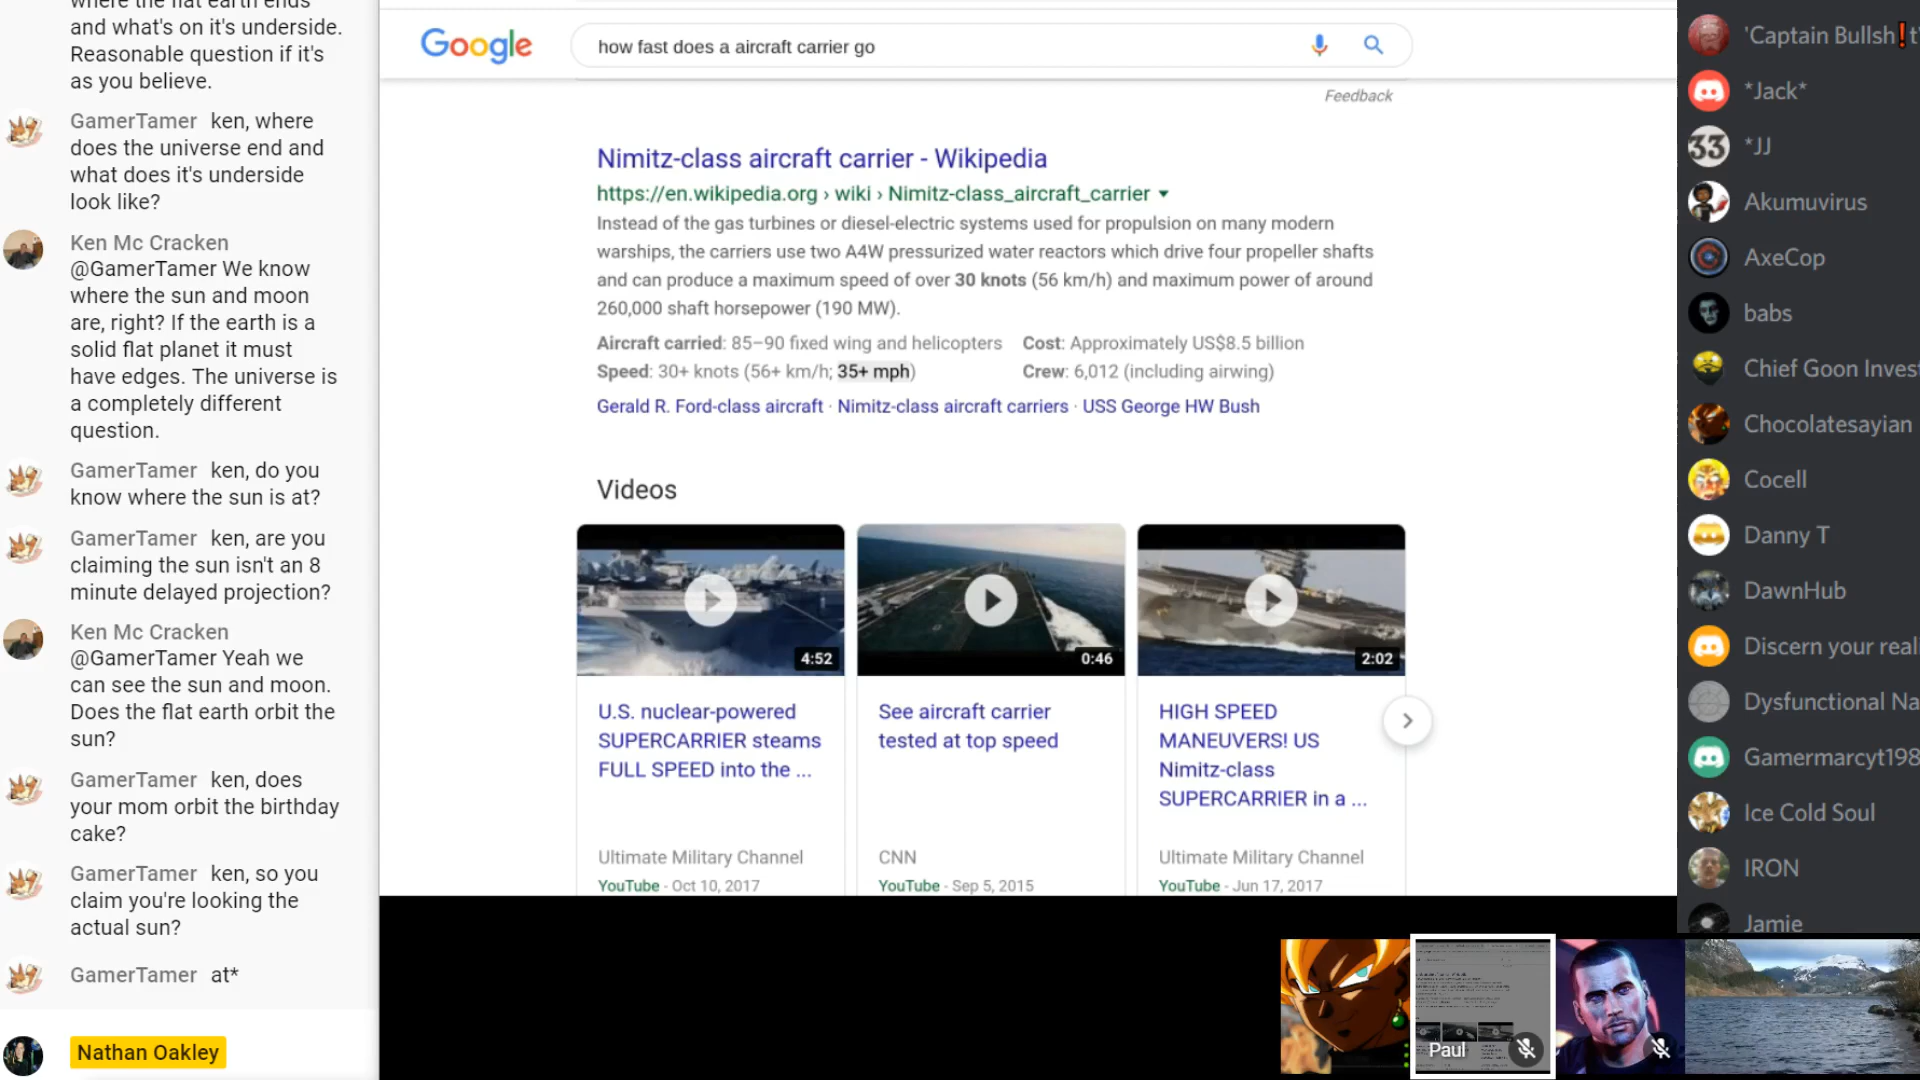 where the flat earth ends
and what's on it's underside.
Reasonable question if it's
as you believe.
GamerTamer ken, where
does the universe end and
what does it's underside
look like?
Ken Mc Cracken
@GamerTamer We know
where the sun and moon
are, right? If the earth is a
solid flat planet it must
have edges. The universe is
a completely different
question.
GamerTamer ken, do you
know where the sun is at?
GamerTamer ken, are you
claiming the sun isn't an 8
minute delayed projection?
Ken Mc Cracken
@GamerTamer Yeah we
can see the sun and moon.
Does the flat earth orbit the
sun?
GamerTamer ken, does
your mom orbit the birthday
cake?
GamerTamer ken, so you
claim you're looking the
actual sun?
GamerTamer at*
Nathan Oakley
Google
how fast does a aircraft carrier go
Feedback
Nimitz-class aircraft carrier - Wikipedia
https://en.wikipedia.org › wiki › Nimitz-class_aircraft_carrier
Instead of the gas turbines or diesel-electric systems used for propulsion on many modern
warships, the carriers use two A4W pressurized water reactors which drive four propeller shafts
and can produce a maximum speed of over 30 knots (56 km/h) and maximum power of around
260,000 shaft horsepower (190 MW).
Aircraft carried: 85–90 fixed wing and helicopters Cost: Approximately US$8.5 billion
Speed: 30+ knots (56+ km/h; 35+ mph) Crew: 6,012 (including airwing)
Gerald R. Ford-class aircraft · Nimitz-class aircraft carriers · USS George HW Bush
Videos
4:52
U.S. nuclear-powered
SUPERCARRIER steams
FULL SPEED into the ...
Ultimate Military Channel
YouTube - Oct 10, 2017
0:46
See aircraft carrier
tested at top speed
CNN
YouTube - Sep 5, 2015
2:02
HIGH SPEED
MANEUVERS! US
Nimitz-class
SUPERCARRIER in a ...
Ultimate Military Channel
YouTube - Jun 17, 2017
'Captain Bullsh❗t'
*Jack*
33
*JJ
Akumuvirus
AxeCop
babs
Chief Goon Inves
Chocolatesayian
Cocell
Danny T
DawnHub
Discern your real
Dysfunctional Na
Gamermarcyt198
Ice Cold Soul
IRON
Jamie
Paul